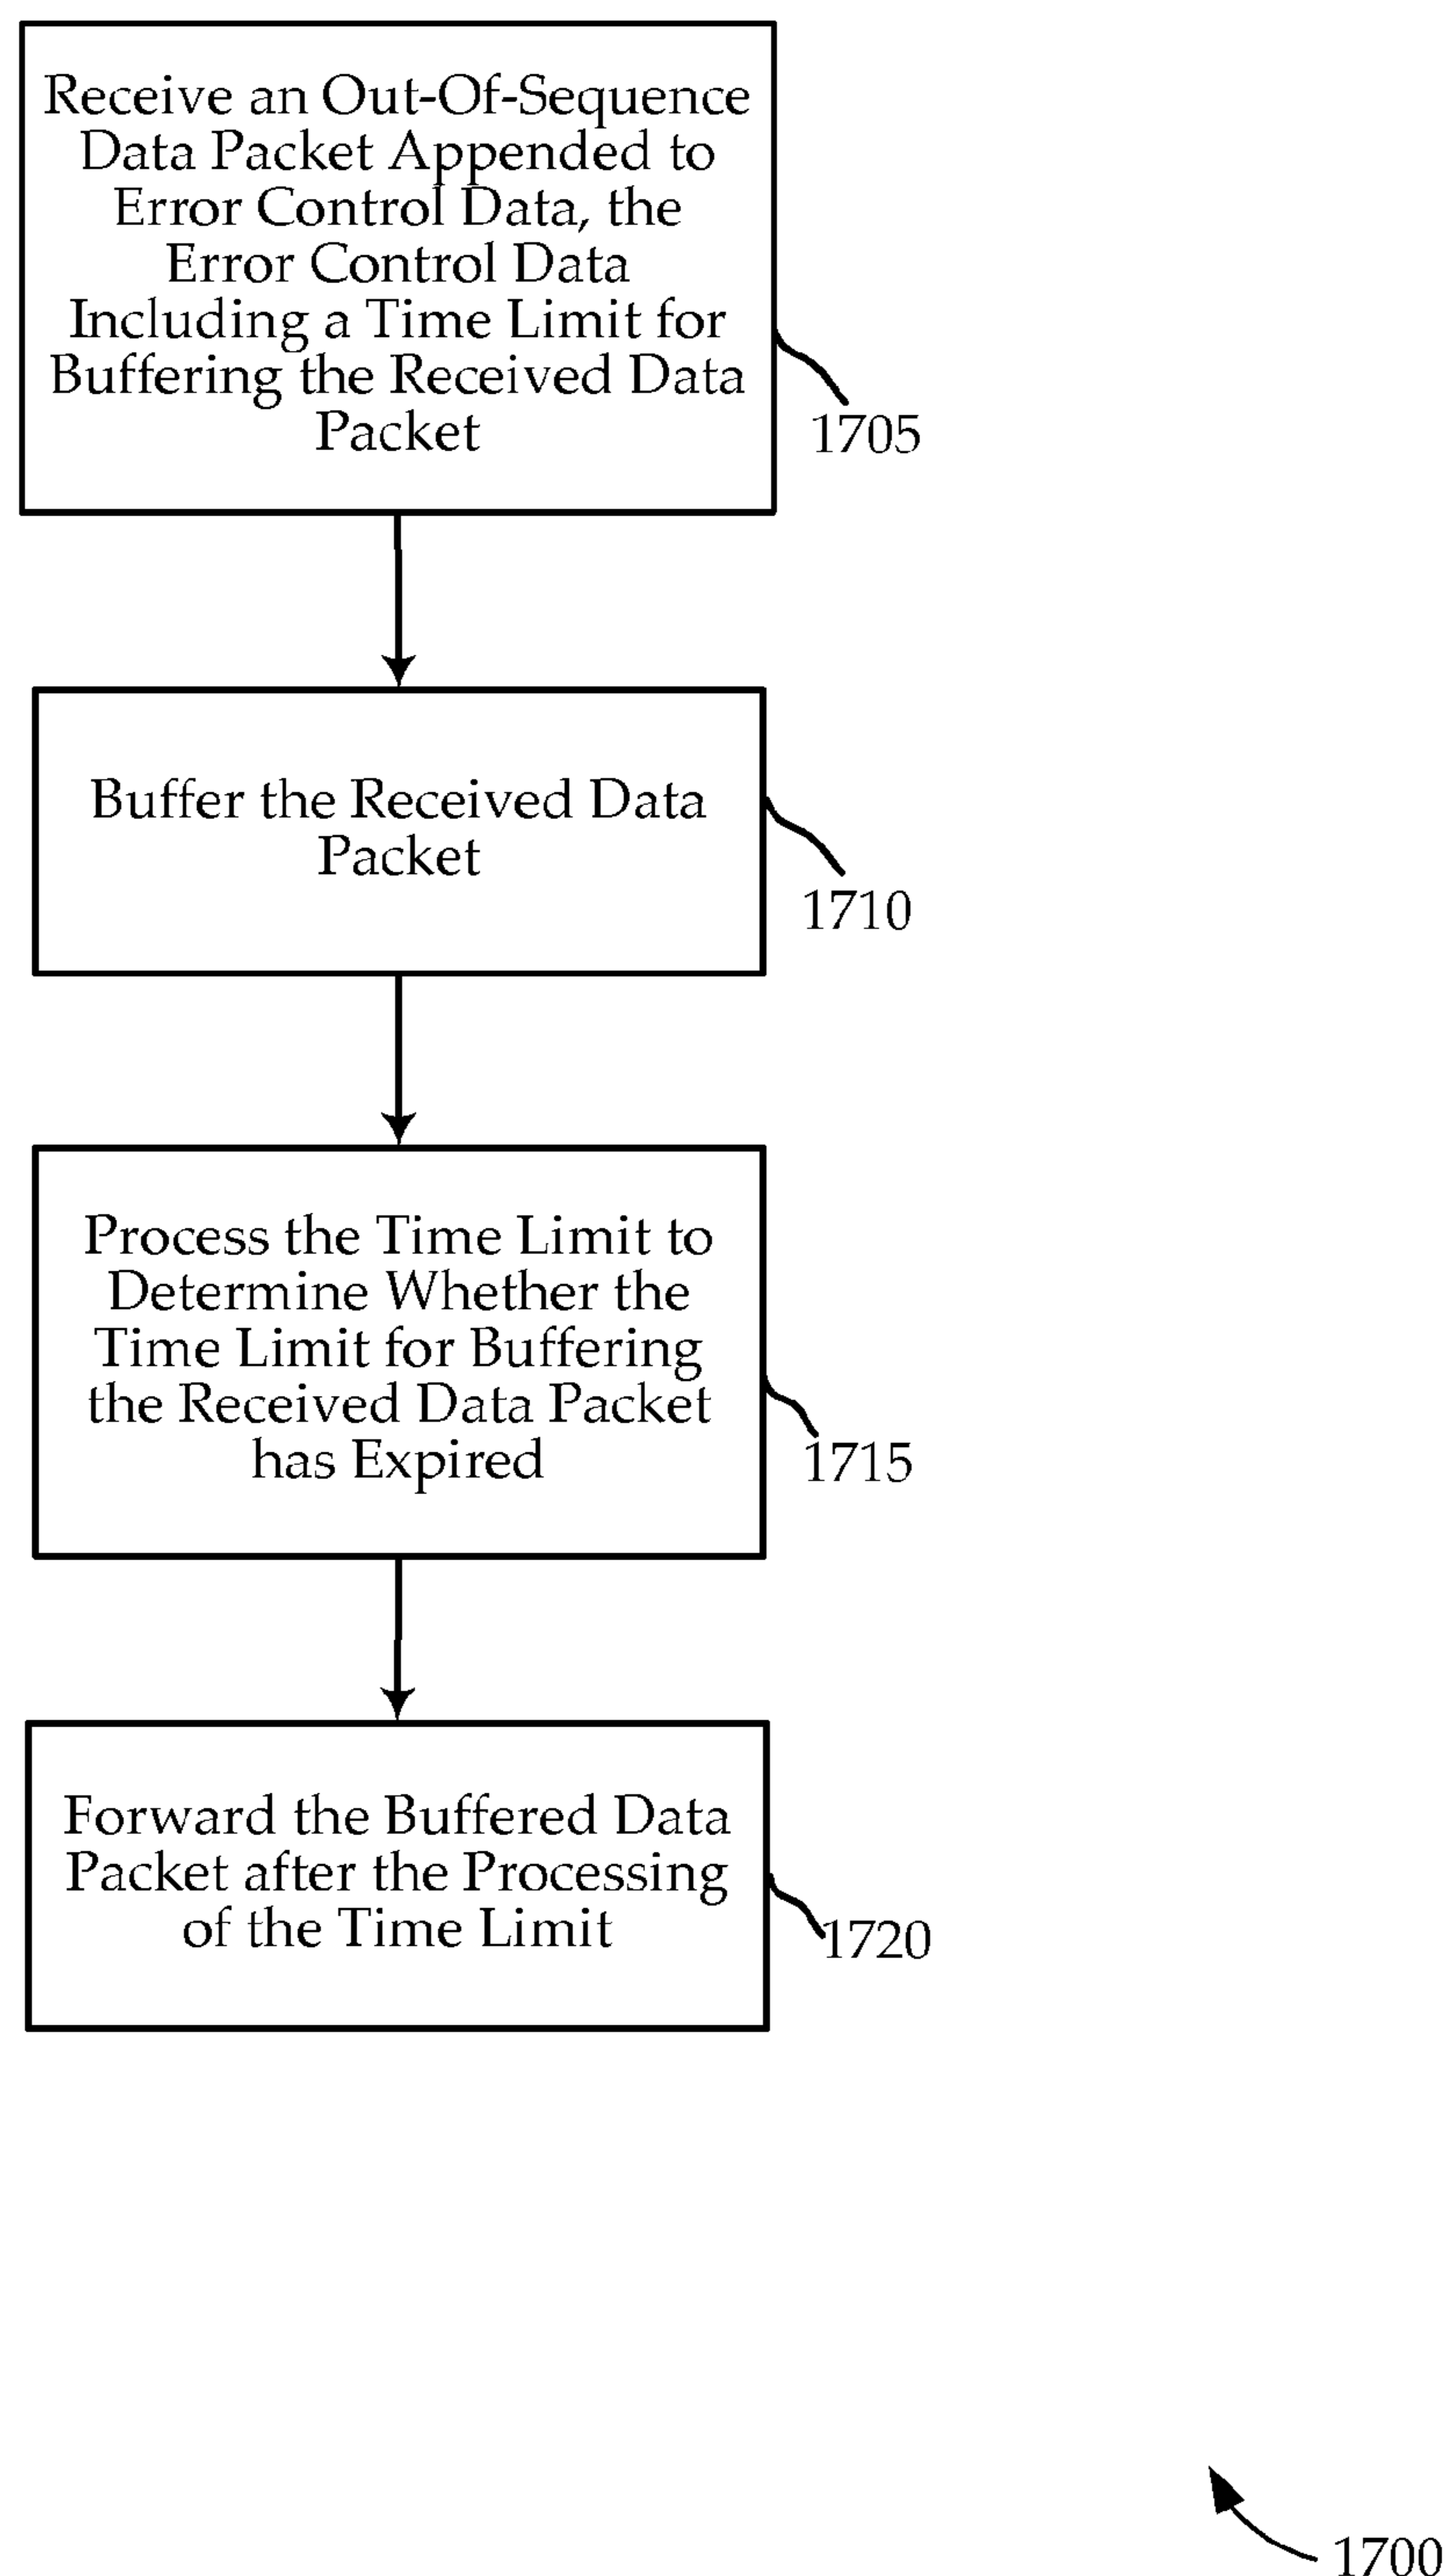 Receive an Out-Of-Sequence
Data Packet Appended to
Error Control Data, the
Error Control Data
Including a Time Limit for
Buffering the Received Data
Packet
1705
Buffer the Received Data
Packet
1710
Process the Time Limit to
Determine Whether the
Time Limit for Buffering
the Received Data Packet
has Expired
1715
Forward the Buffered Data
Packet after the Processing
of the Time Limit
1720
1700